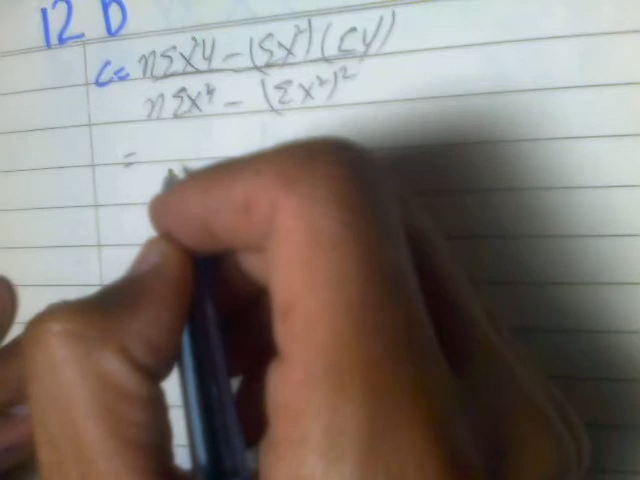 12 D
C = nΣx²y - (Σx²)(Σy)
nΣx⁴ - (Σx²)²
=